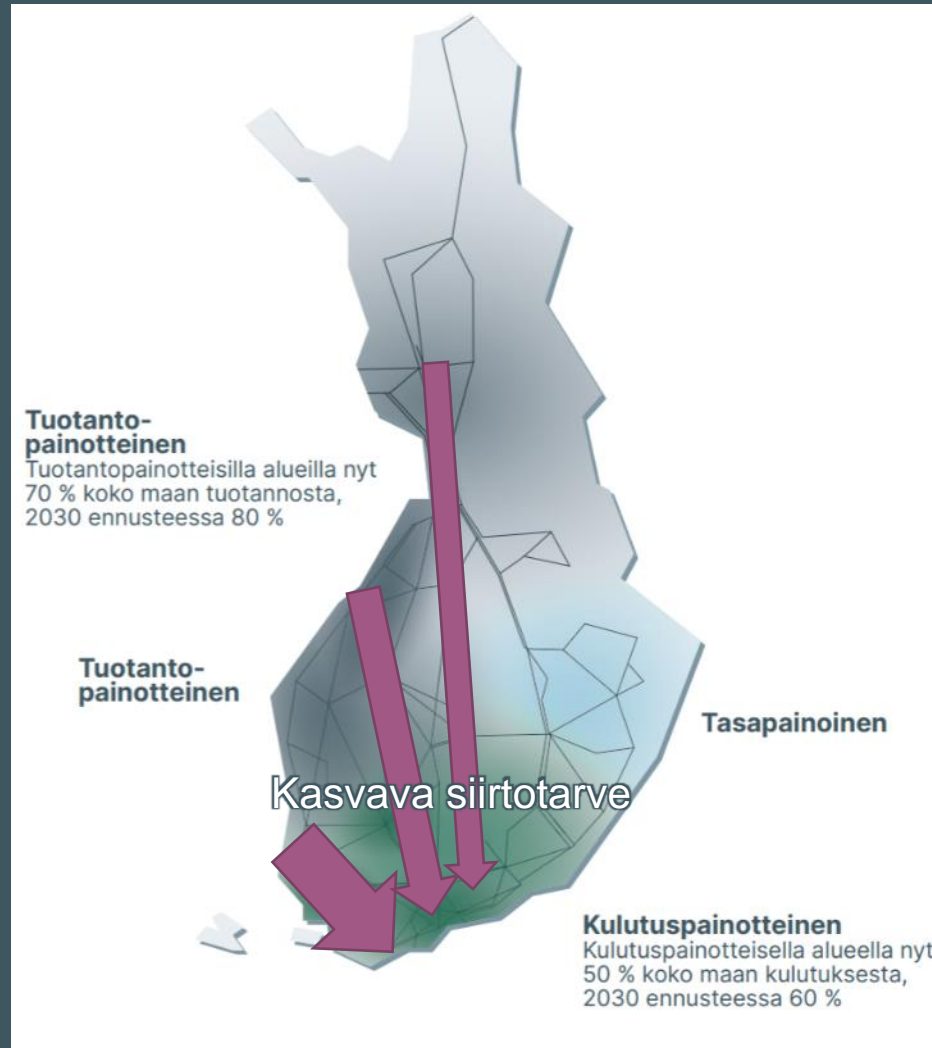 Tuotanto-
painotteinen
Tuotantopainotteisilla alueilla nyt
70 % koko maan tuotannosta,
2030 ennusteessa 80 %
Tuotanto-
painotteinen
Tasapainoinen
Kasvava siirtotarve
Kulutuspainotteinen
Kulutuspainotteisella alueella nyt
50 % koko maan kulutuksesta,
2030 ennusteessa 60 %